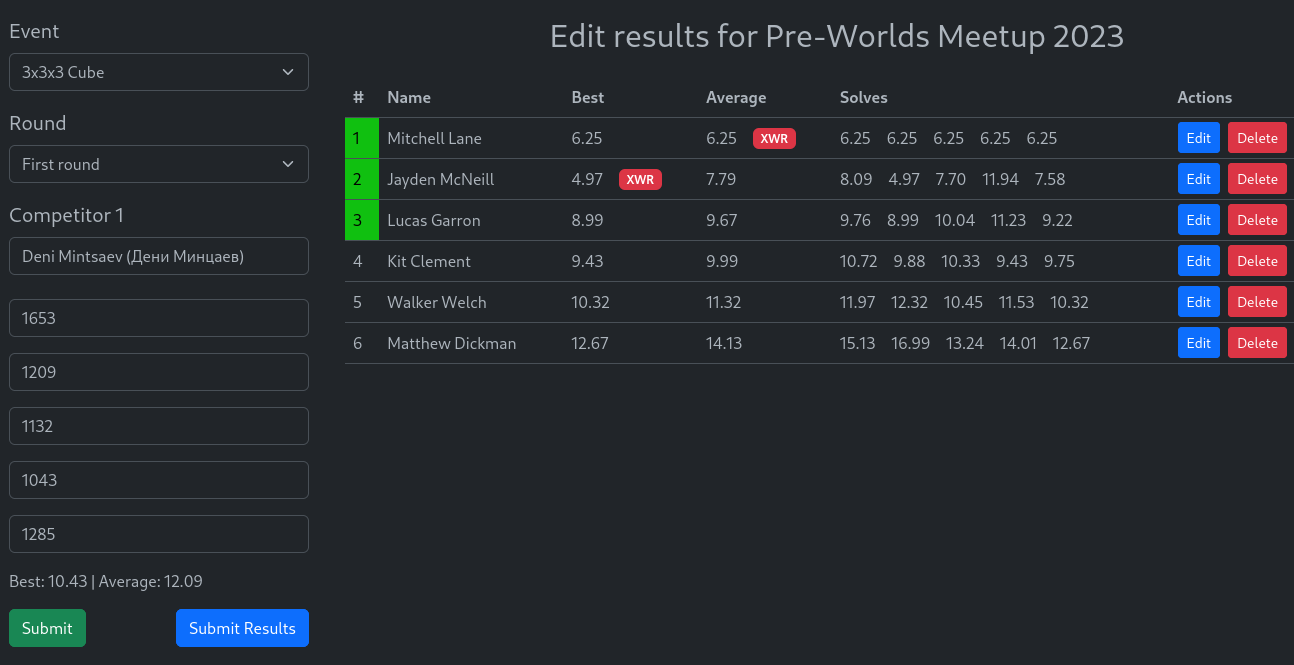 Event
3x3x3 Cube
Round
First round
Competitor 1
Deni Mintsaev (Дени Минцаев)
1653
1209
1132
1043
1285
Best: 10.43 | Average: 12.09
Submit Submit Results
Edit results for Pre-Worlds Meetup 2023
# Name Best Average Solves Actions
1 Mitchell Lane 6.25 6.25 XWR 6.25 6.25 6.25 6.25 6.25 Edit Delete
2 Jayden McNeill 4.97 XWR 7.79 8.09 4.97 7.70 11.94 7.58 Edit Delete
3 Lucas Garron 8.99 9.67 9.76 8.99 10.04 11.23 9.22 Edit Delete
4 Kit Clement 9.43 9.99 10.72 9.88 10.33 9.43 9.75 Edit Delete
5 Walker Welch 10.32 11.32 11.97 12.32 10.45 11.53 10.32 Edit Delete
6 Matthew Dickman 12.67 14.13 15.13 16.99 13.24 14.01 12.67 Edit Delete